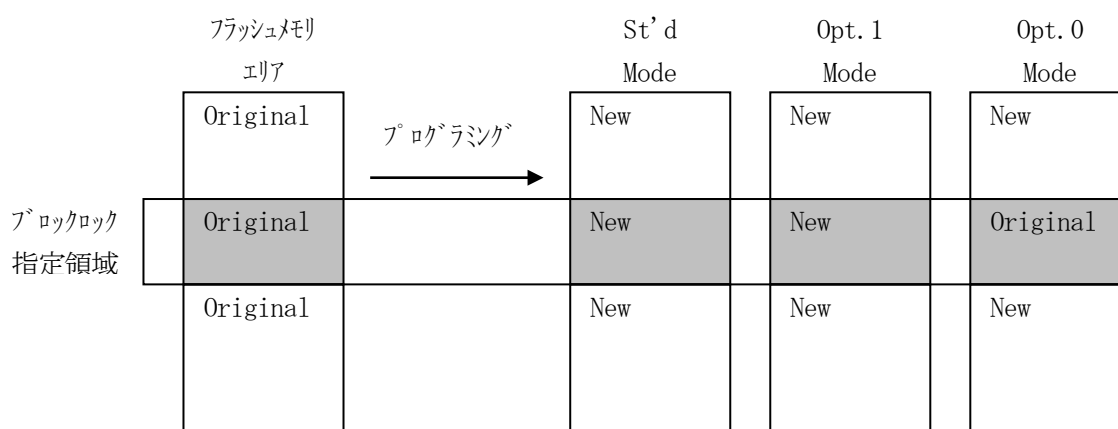 フラッシュメモリ St'd Opt.1 Opt.0
エリア Mode Mode Mode
Original New New New
プログラミング
ブロックロック Original New New Original
指定領域
Original New New New